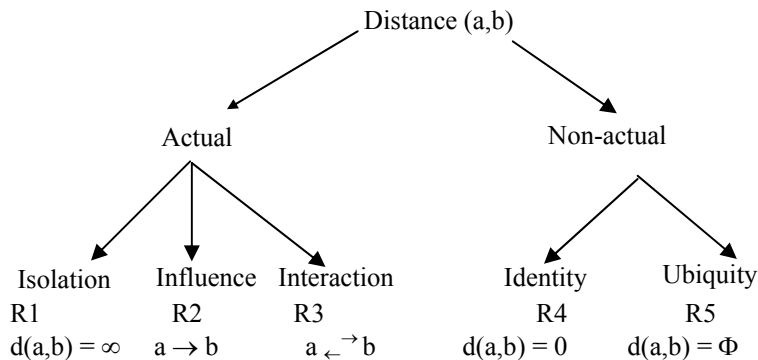 Distance (a,b)
Actual Non-actual
Isolation Influence Interaction Identity Ubiquity
R1 R2 R3 R4 R5
d(a,b) = ∞ a → b a ←→ b d(a,b) = 0 d(a,b) = Φ